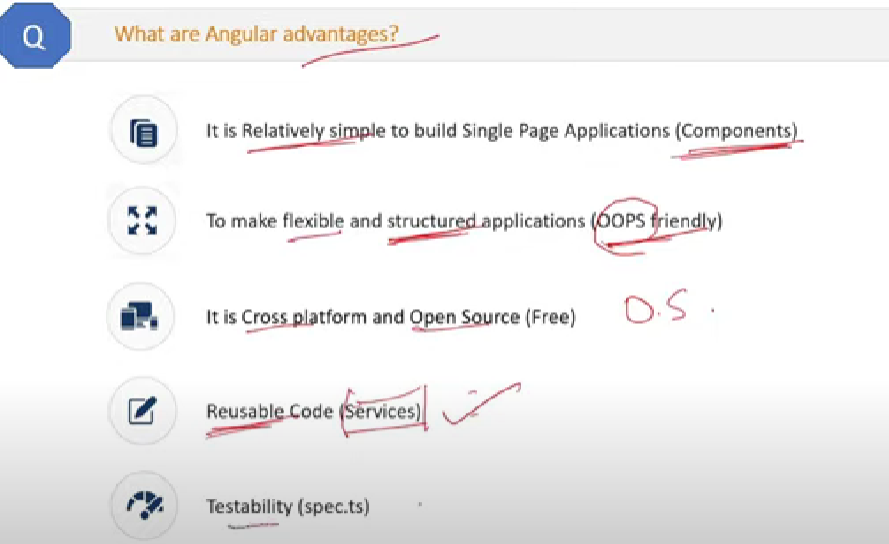 Q
What are Angular advantages?
It is Relatively simple to build Single Page Applications (Components)
To make flexible and structured applications (OOPS friendly)
It is Cross platform and Open Source (Free) O.S
Reusable Code (Services)
Testability (spec.ts)